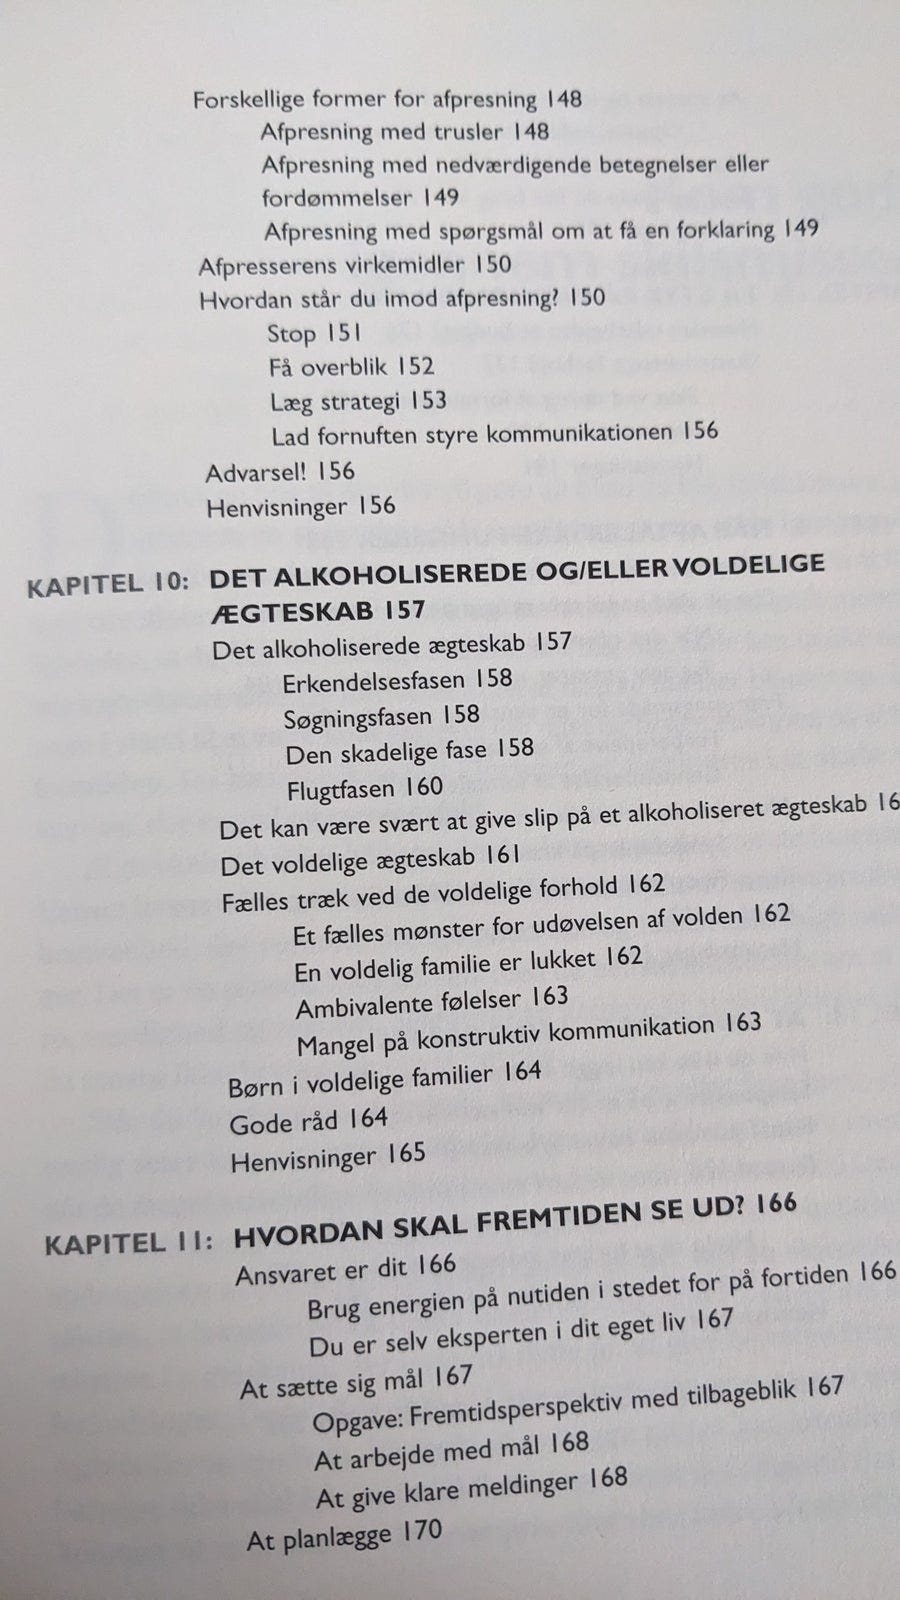 Forskellige former for afpresning 148
Afpresning med trusler 148
Afpresning med nedværdigende betegnelser eller
fordømmelser 149
Afpresning med spørgsmål om at få en forklaring 149
Afpresserens virkemidler 150
Hvordan står du imod afpresning? 150
Stop 151
Få overblik 152
Læg strategi 153
Lad fornuften styre kommunikationen 156
Advarsel! 156
Henvisninger 156
KAPITEL 10: DET ALKOHOLISEREDE OG/ELLER VOLDELIGE
ÆGTESKAB 157
Det alkoholiserede ægteskab 157
Erkendelsesfasen 158
Søgningsfasen 158
Den skadelige fase 158
Flugtfasen 160
Det kan være svært at give slip på et alkoholiseret ægteskab 16
Det voldelige ægteskab 161
Fælles træk ved de voldelige forhold 162
Et fælles mønster for udøvelsen af volden 162
En voldelig familie er lukket 162
Ambivalente følelser 163
Mangel på konstruktiv kommunikation 163
Børn i voldelige familier 164
Gode råd 164
Henvisninger 165
KAPITEL 11: HVORDAN SKAL FREMTIDEN SE UD? 166
Ansvaret er dit 166
Brug energien på nutiden i stedet for på fortiden 166
Du er selv eksperten i dit eget liv 167
At sætte sig mål 167
Opgave: Fremtidsperspektiv med tilbageblik 167
At arbejde med mål 168
At give klare meldinger 168
At planlægge 170